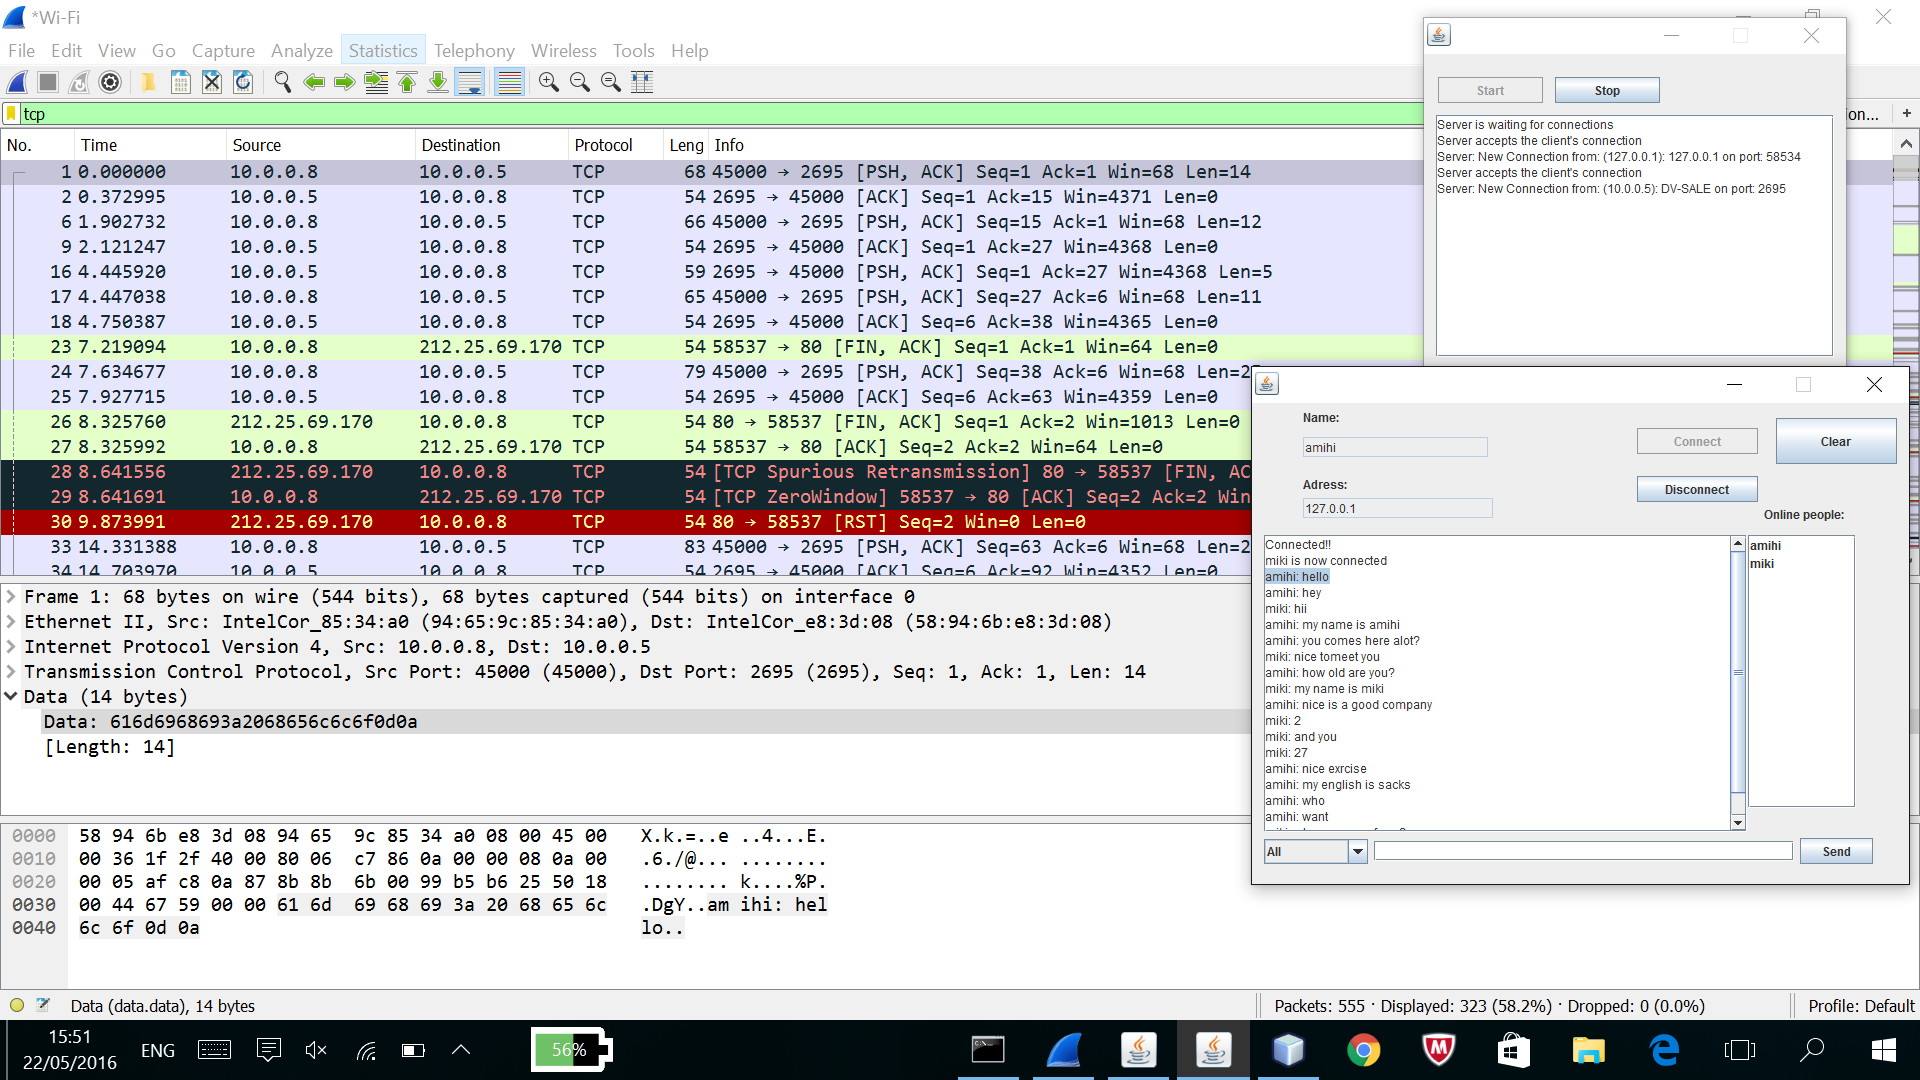 *Wi-Fi
File Edit View Go Capture Analyze Statistics Telephony Wireless Tools Help
tcp
ion... +
No. Time Source Destination Protocol Leng Info
1 0.000000 10.0.0.8 10.0.0.5 TCP 68 45000 → 2695 [PSH, ACK] Seq=1 Ack=1 Win=68 Len=14
2 0.372995 10.0.0.5 10.0.0.8 TCP 54 2695 → 45000 [ACK] Seq=1 Ack=15 Win=4371 Len=0
6 1.902732 10.0.0.8 10.0.0.5 TCP 66 45000 → 2695 [PSH, ACK] Seq=15 Ack=1 Win=68 Len=12
9 2.121247 10.0.0.5 10.0.0.8 TCP 54 2695 → 45000 [ACK] Seq=1 Ack=27 Win=4368 Len=0
16 4.445920 10.0.0.5 10.0.0.8 TCP 59 2695 → 45000 [PSH, ACK] Seq=1 Ack=27 Win=4368 Len=5
17 4.447038 10.0.0.8 10.0.0.5 TCP 65 45000 → 2695 [PSH, ACK] Seq=27 Ack=6 Win=68 Len=11
18 4.750387 10.0.0.5 10.0.0.8 TCP 54 2695 → 45000 [ACK] Seq=6 Ack=38 Win=4365 Len=0
23 7.219094 10.0.0.8 212.25.69.170 TCP 54 58537 → 80 [FIN, ACK] Seq=1 Ack=1 Win=64 Len=0
24 7.634677 10.0.0.8 10.0.0.5 TCP 79 45000 → 2695 [PSH, ACK] Seq=38 Ack=6 Win=68 Len=2
25 7.927715 10.0.0.5 10.0.0.8 TCP 54 2695 → 45000 [ACK] Seq=6 Ack=63 Win=4359 Len=0
26 8.325760 212.25.69.170 10.0.0.8 TCP 54 80 → 58537 [FIN, ACK] Seq=1 Ack=2 Win=1013 Len=0
27 8.325992 10.0.0.8 212.25.69.170 TCP 54 58537 → 80 [ACK] Seq=2 Ack=2 Win=64 Len=0
28 8.641556 212.25.69.170 10.0.0.8 TCP 54 [TCP Spurious Retransmission] 80 → 58537 [FIN, AC
29 8.641691 10.0.0.8 212.25.69.170 TCP 54 [TCP ZeroWindow] 58537 → 80 [ACK] Seq=2 Ack=2 Win
30 9.873991 212.25.69.170 10.0.0.8 TCP 54 80 → 58537 [RST] Seq=2 Win=0 Len=0
33 14.331388 10.0.0.8 10.0.0.5 TCP 83 45000 → 2695 [PSH, ACK] Seq=63 Ack=6 Win=68 Len=2
34 14.703970 10.0.0.5 10.0.0.8 TCP 54 2695 → 45000 [ACK] Seq=6 Ack=92 Win=4352 Len=0
Frame 1: 68 bytes on wire (544 bits), 68 bytes captured (544 bits) on interface 0
Ethernet II, Src: IntelCor_85:34:a0 (94:65:9c:85:34:a0), Dst: IntelCor_e8:3d:08 (58:94:6b:e8:3d:08)
Internet Protocol Version 4, Src: 10.0.0.8, Dst: 10.0.0.5
Transmission Control Protocol, Src Port: 45000 (45000), Dst Port: 2695 (2695), Seq: 1, Ack: 1, Len: 14
Data (14 bytes)
Data: 616d6968693a2068656c6c6f0d0a
[Length: 14]
0000 58 94 6b e8 3d 08 94 65 9c 85 34 a0 08 00 45 00 X.k.=..e ..4...E.
0010 00 36 1f 2f 40 00 80 06 c7 86 0a 00 00 08 0a 00 .6./@... ........
0020 00 05 af c8 0a 87 8b 8b 6b 00 99 b5 b6 25 50 18 ........ k....%P.
0030 00 44 67 59 00 00 61 6d 69 68 69 3a 20 68 65 6c .DgY..am ihi: hel
0040 6c 6f 0d 0a lo..
Data (data.data), 14 bytes
Packets: 555 · Displayed: 323 (58.2%) · Dropped: 0 (0.0%)
Profile: Default
Start Stop
Server is waiting for connections
Server accepts the client's connection
Server: New Connection from: (127.0.0.1): 127.0.0.1 on port: 58534
Server accepts the client's connection
Server: New Connection from: (10.0.0.5): DV-SALE on port: 2695
Name:
amihi
Connect
Clear
Adress:
127.0.0.1
Disconnect
Online people:
amihi
miki
Connected!!
miki is now connected
amihi: hello
amihi: hey
miki: hii
amihi: my name is amihi
amihi: you comes here alot?
miki: nice tomeet you
amihi: how old are you?
miki: my name is miki
amihi: nice is a good company
miki: 2
miki: and you
miki: 27
amihi: nice exrcise
amihi: my english is sacks
amihi: who
amihi: want
All
Send
15:51
22/05/2016
ENG
56%